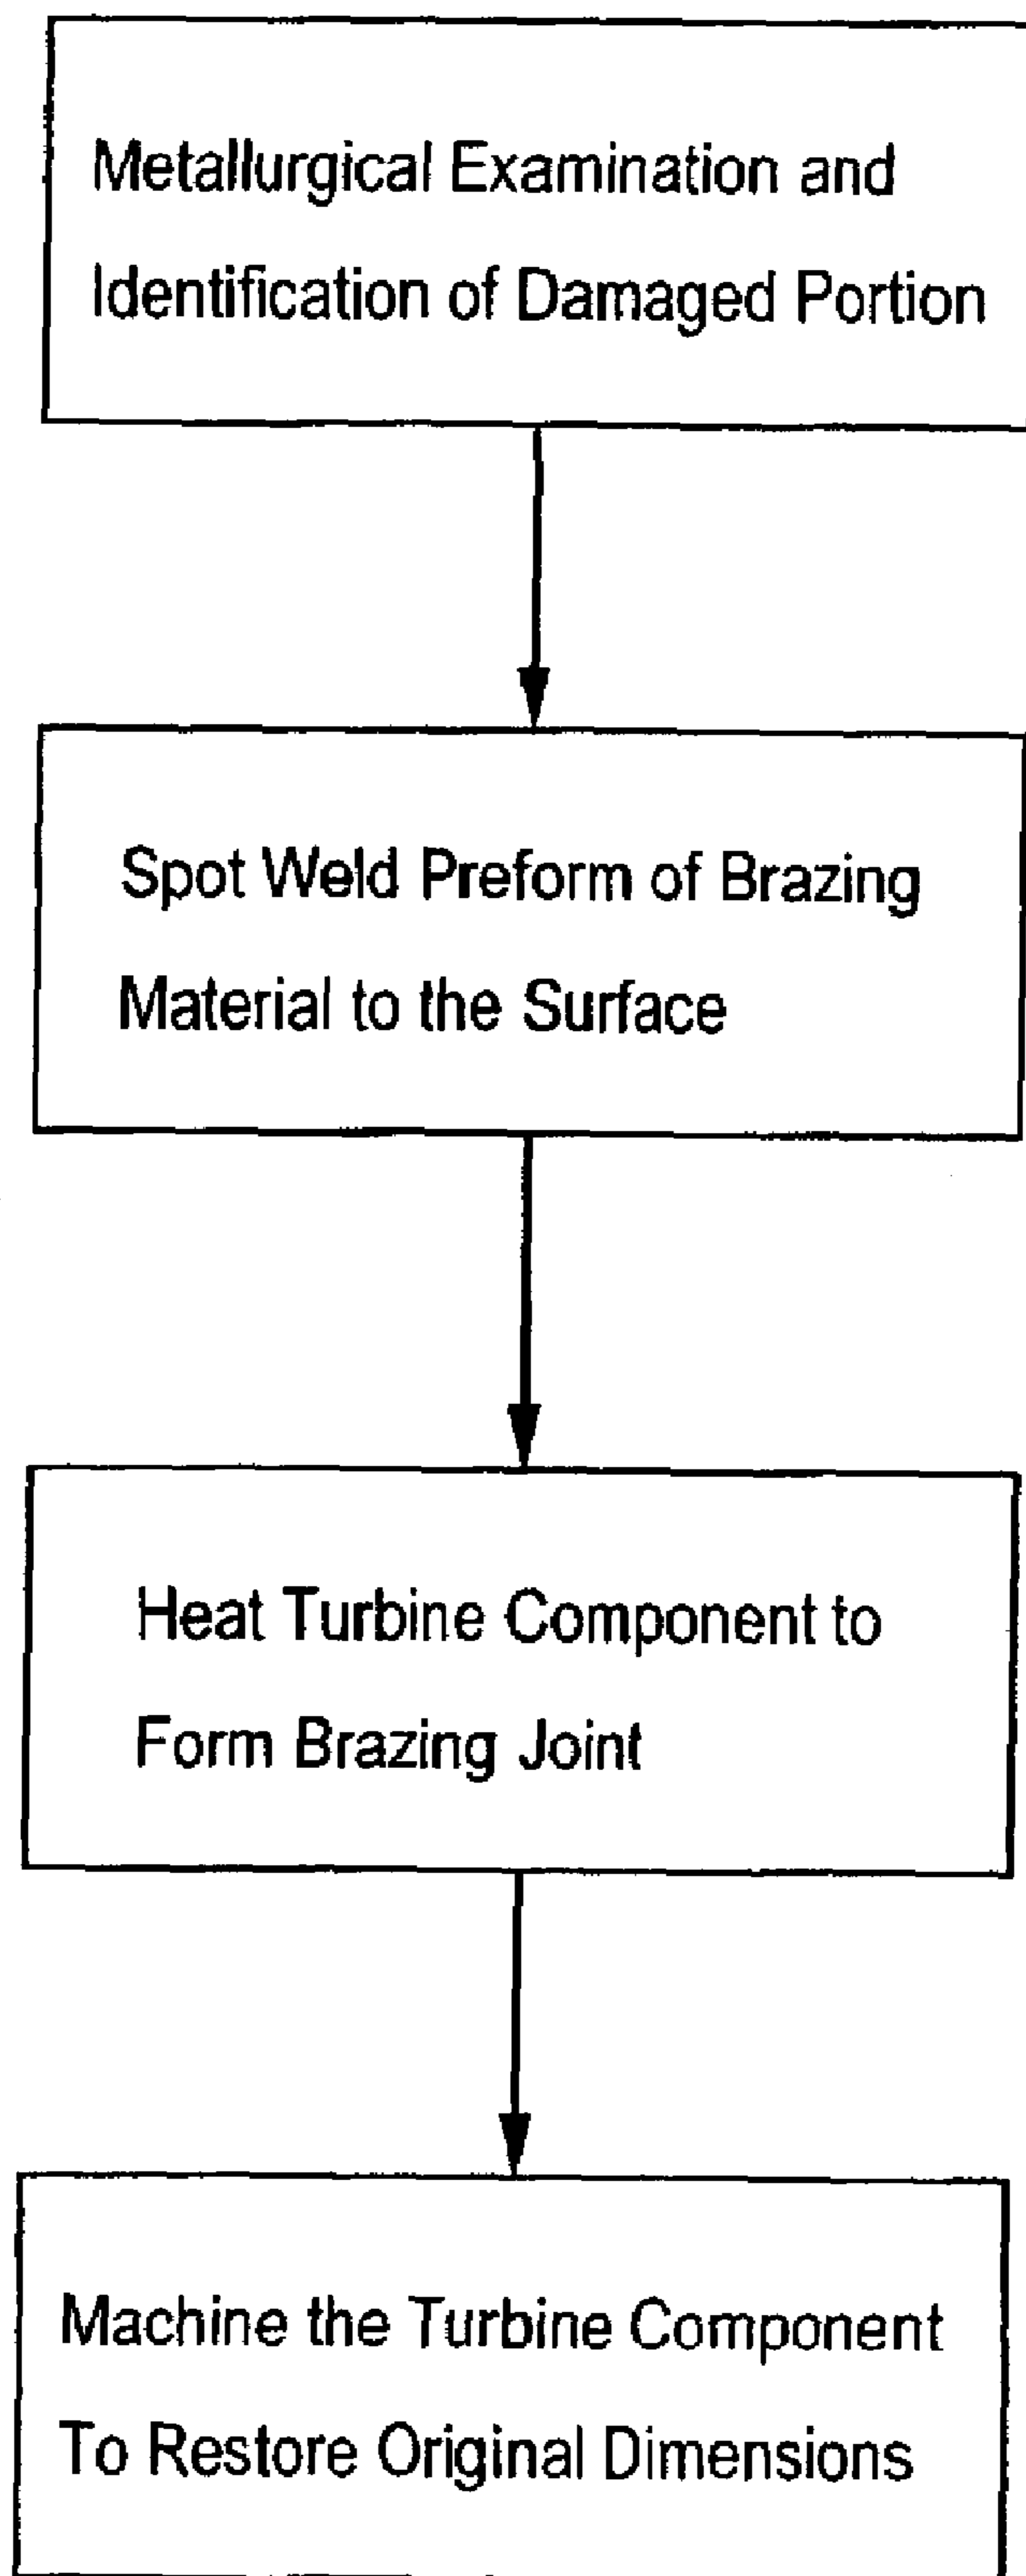 Metallurgical Examination and
Identification of Damaged Portion
Spot Weld Preform of Brazing
Material to the Surface
Heat Turbine Component to
Form Brazing Joint
Machine the Turbine Component
To Restore Original Dimensions